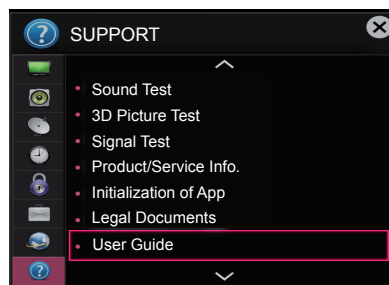 SUPPORT
Sound Test
3D Picture Test
Signal Test
Product/Service Info.
Initialization of App
Legal Documents
User Guide